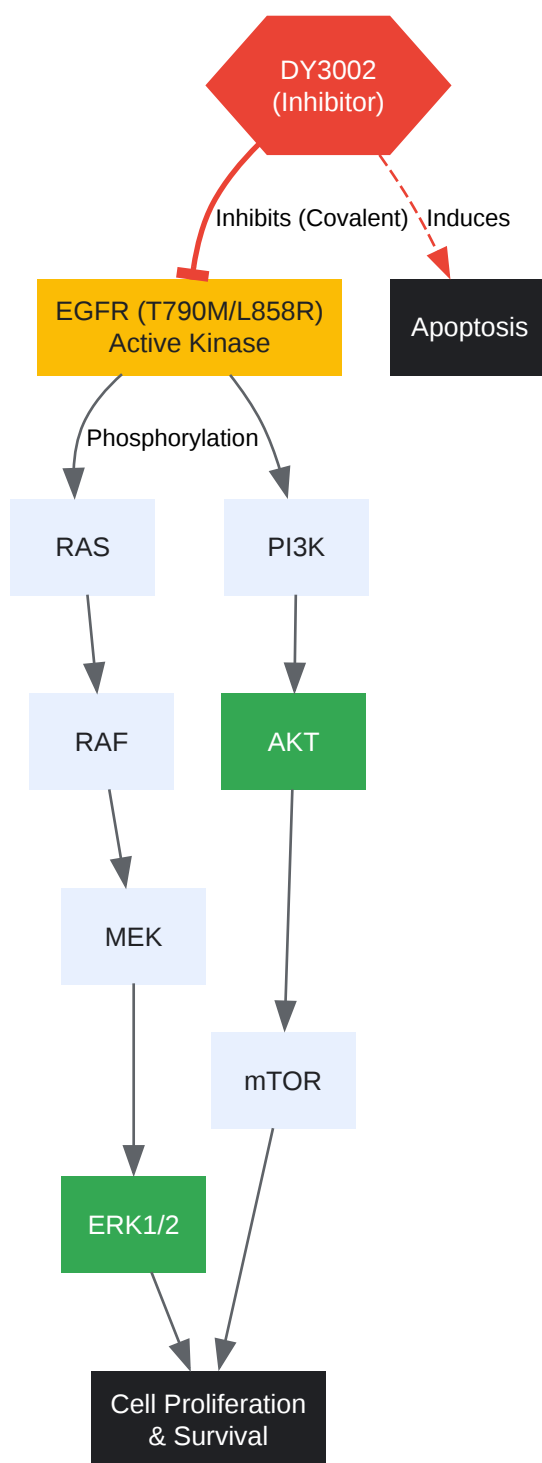 DY3002
(Inhibitor)
Inhibits (Covalent)
Induces
EGFR (T790M/L858R)
Active Kinase
Apoptosis
Phosphorylation
RAS
PI3K
RAF
AKT
MEK
mTOR
ERK1/2
Cell Proliferation
& Survival